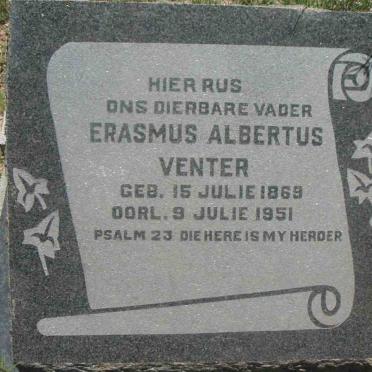 HIER RUS
ONS DIERBARE VADER
ERASMUS ALBERTUS
VENTER
GEB. 15 JULIE 1869
OORL. 9 JULIE 1951
PSALM 23 DIE HERE IS MY HERDER